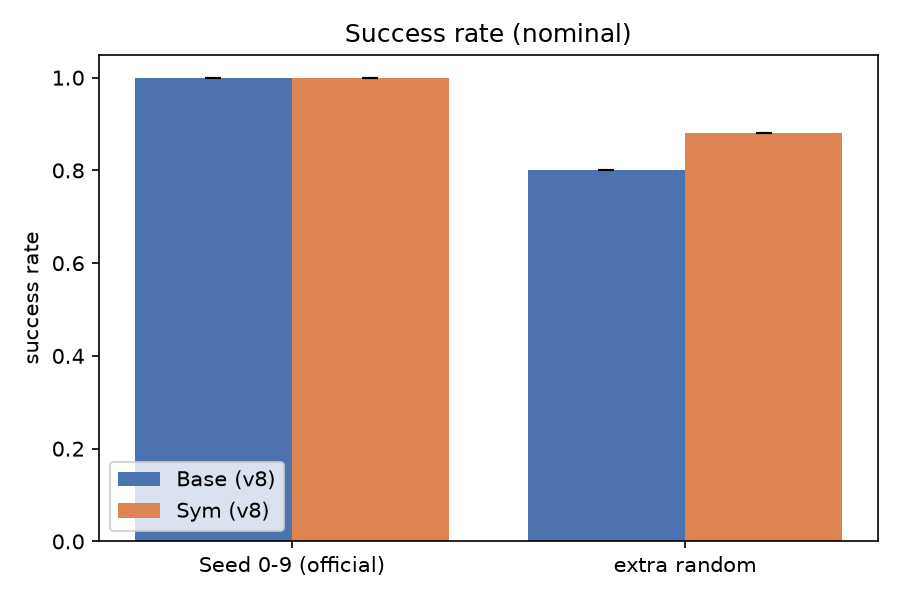 Success rate (nominal)
success rate
1.0
0.8
0.6
0.4
0.2
0.0
Base (v8)
Sym (v8)
Seed 0-9 (official)
extra random